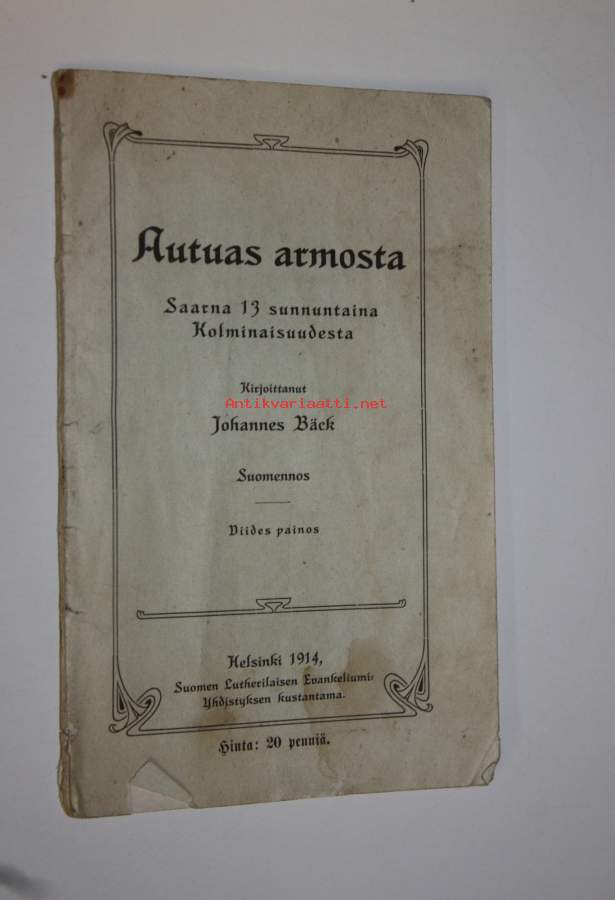 Autuas armosta
Saarna 13 sunnuntaina
Kolminaisuudesta
Kirjoittanut
Antikvariaatti.net
Johannes Bäck
Suomennos
Viides painos
Helsinki 1914,
Suomen Lutherilaisen Evankeliumi-
Yhdistyksen kustantama.
Hinta: 20 penniä.